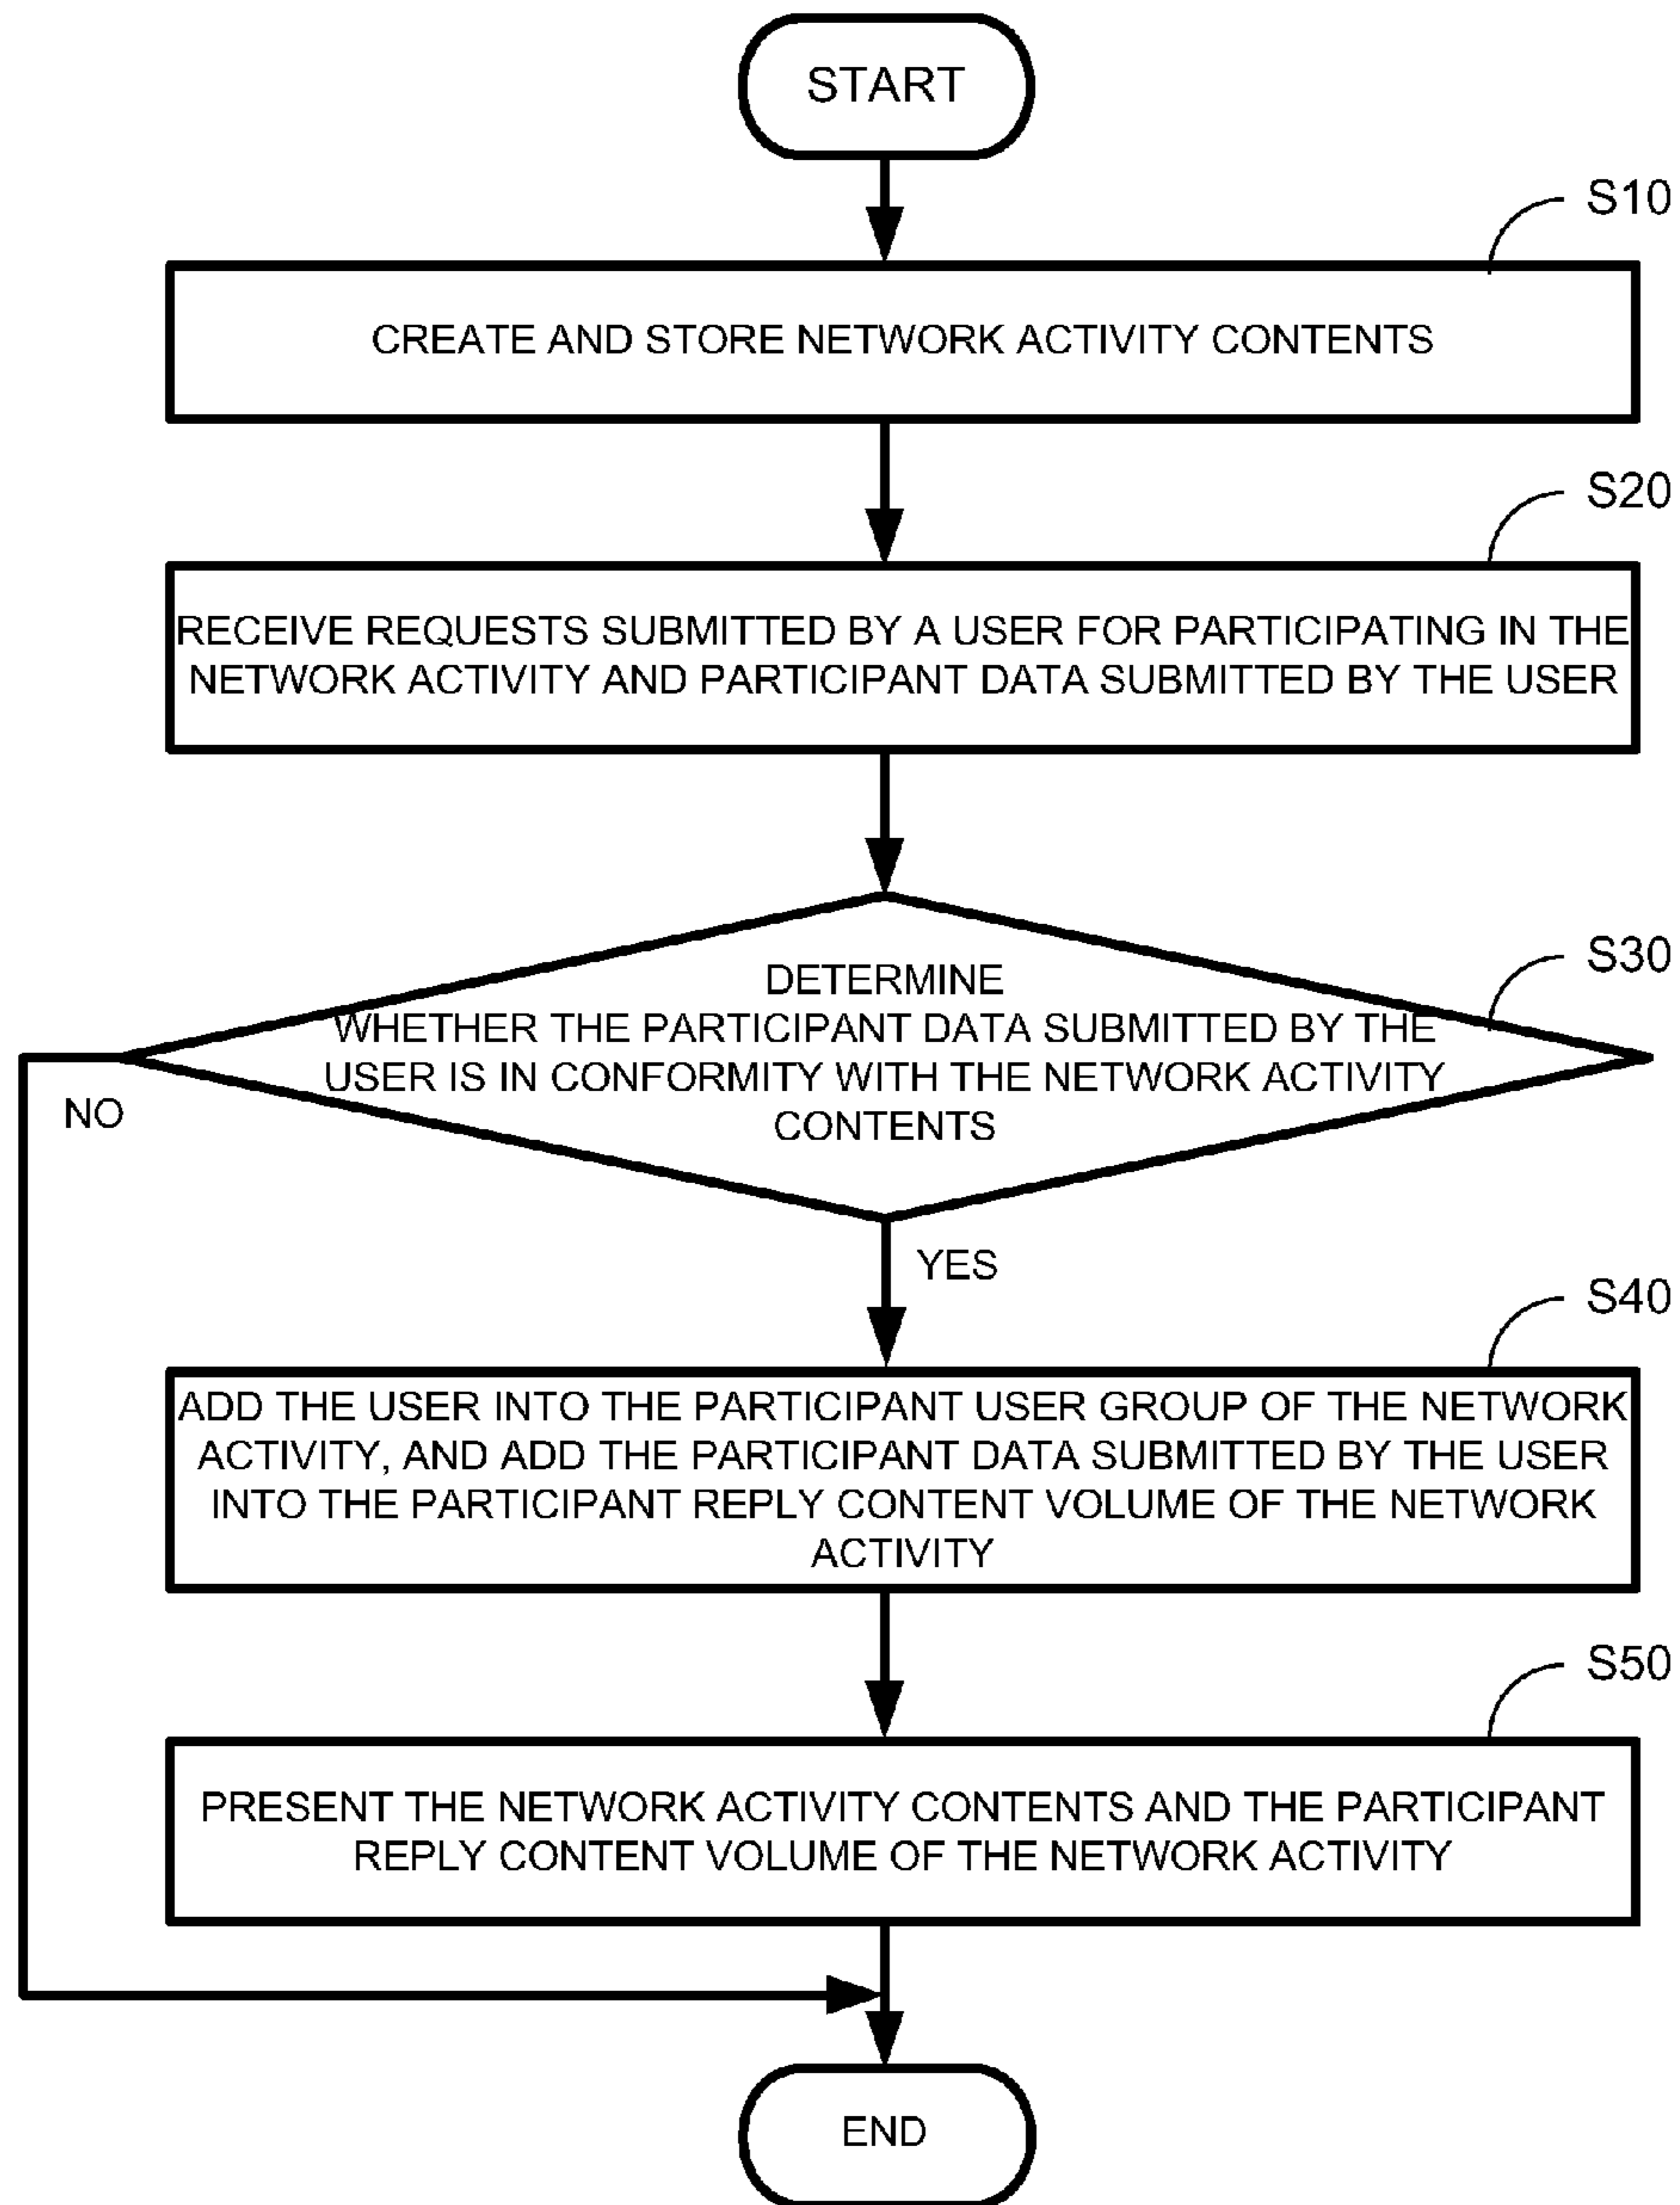 START
S10
CREATE AND STORE NETWORK ACTIVITY CONTENTS
S20
RECEIVE REQUESTS SUBMITTED BY A USER FOR PARTICIPATING IN THE
NETWORK ACTIVITY AND PARTICIPANT DATA SUBMITTED BY THE USER
S30
DETERMINE
WHETHER THE PARTICIPANT DATA SUBMITTED BY THE
USER IS IN CONFORMITY WITH THE NETWORK ACTIVITY
CONTENTS
NO
YES
S40
ADD THE USER INTO THE PARTICIPANT USER GROUP OF THE NETWORK
ACTIVITY, AND ADD THE PARTICIPANT DATA SUBMITTED BY THE USER
INTO THE PARTICIPANT REPLY CONTENT VOLUME OF THE NETWORK
ACTIVITY
S50
PRESENT THE NETWORK ACTIVITY CONTENTS AND THE PARTICIPANT
REPLY CONTENT VOLUME OF THE NETWORK ACTIVITY
END